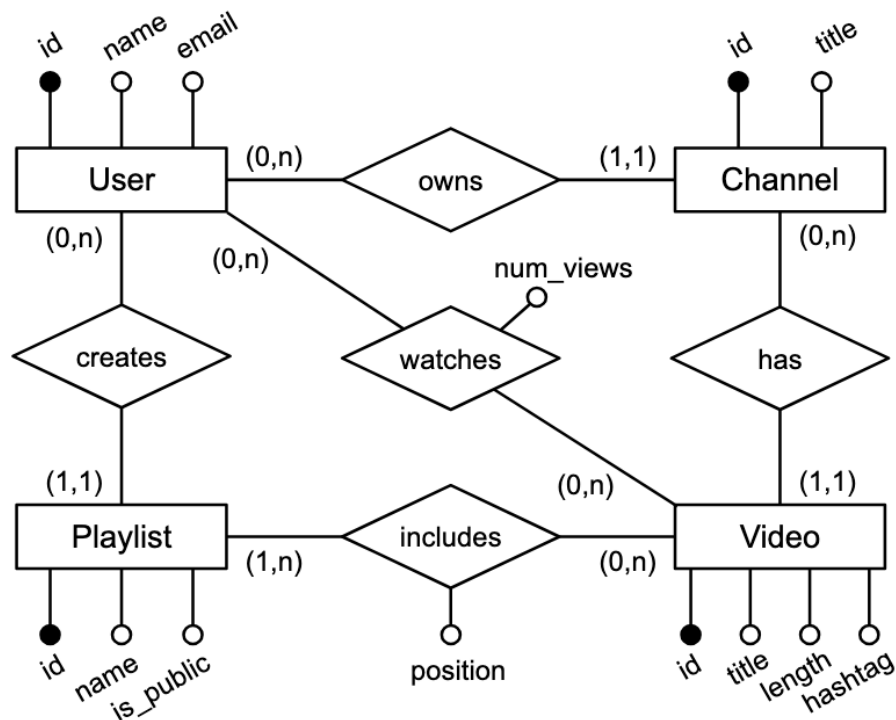 id
name
email
id
title
User
(0,n)
owns
(1,1)
Channel
(0,n)
(0,n)
(0,n)
num_views
creates
watches
has
(1,1)
(0,n)
(1,1)
Playlist
(1,n)
includes
(0,n)
Video
id
name
is_public
position
id
title
length
hashtag